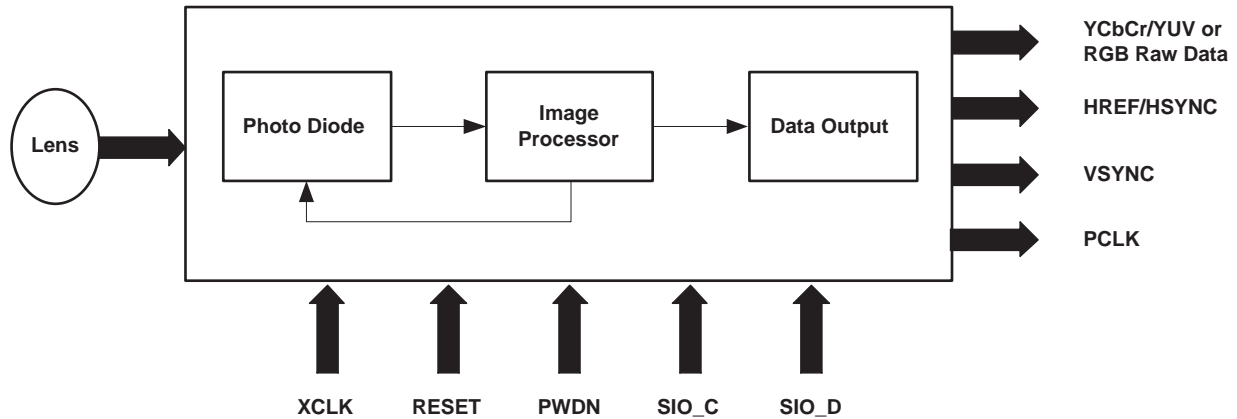 Lens
Photo Diode
Image
Processor
Data Output
YCbCr/YUV or
RGB Raw Data
HREF/HSYNC
VSYNC
PCLK
XCLK
RESET
PWDN
SIO_C
SIO_D